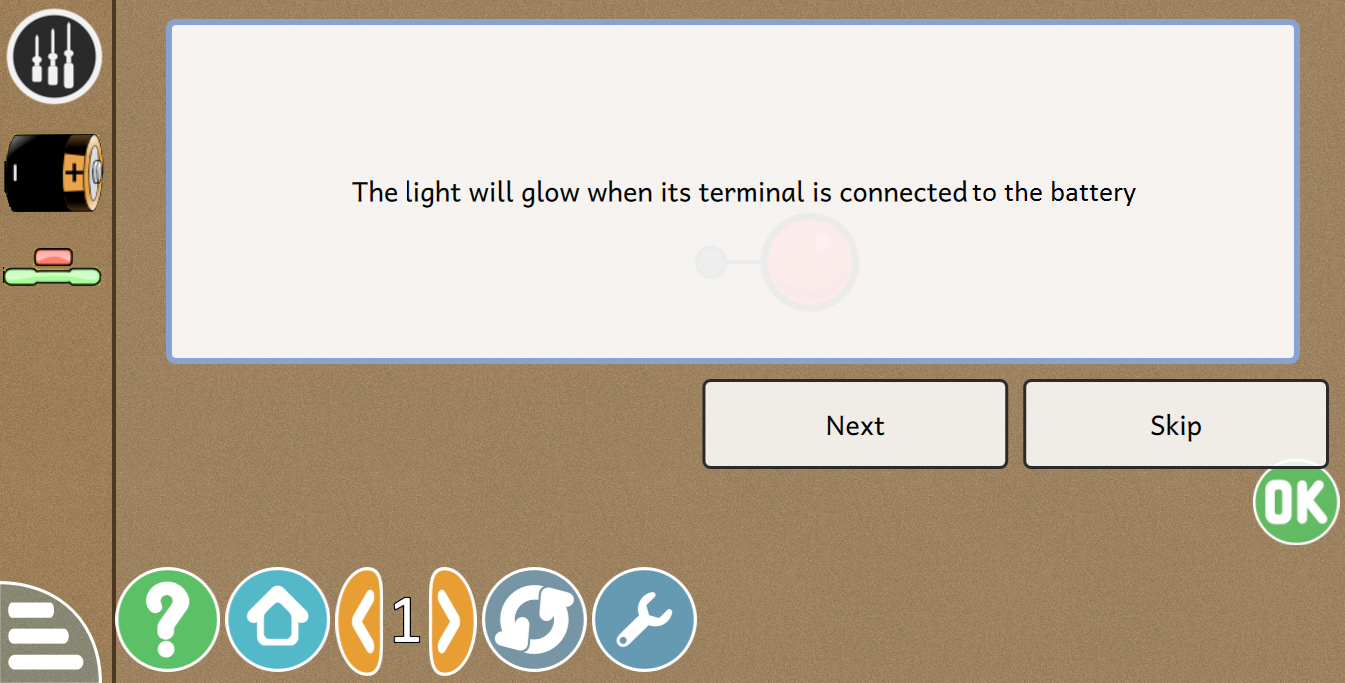 The light will glow when its terminal is connected to the battery
Next
Skip
OK
?
1
+